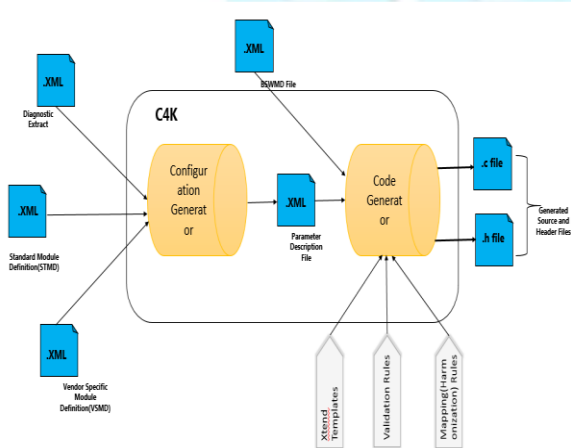 .XML
BSWMD File
.XML
Diagnostic
Extract
C4K
Configur
ation
Generat
or
Code
Generat
or
.c file
.XML
Standard Module
Definition(STMD)
.XML
Parameter
Description
File
.h file
Generated
Source and
Header Files
.XML
Vendor Specific
Module
Definition(VSMD)
Xtend
Templates
Validation Rules
Mapping(Harm
onization) Rules